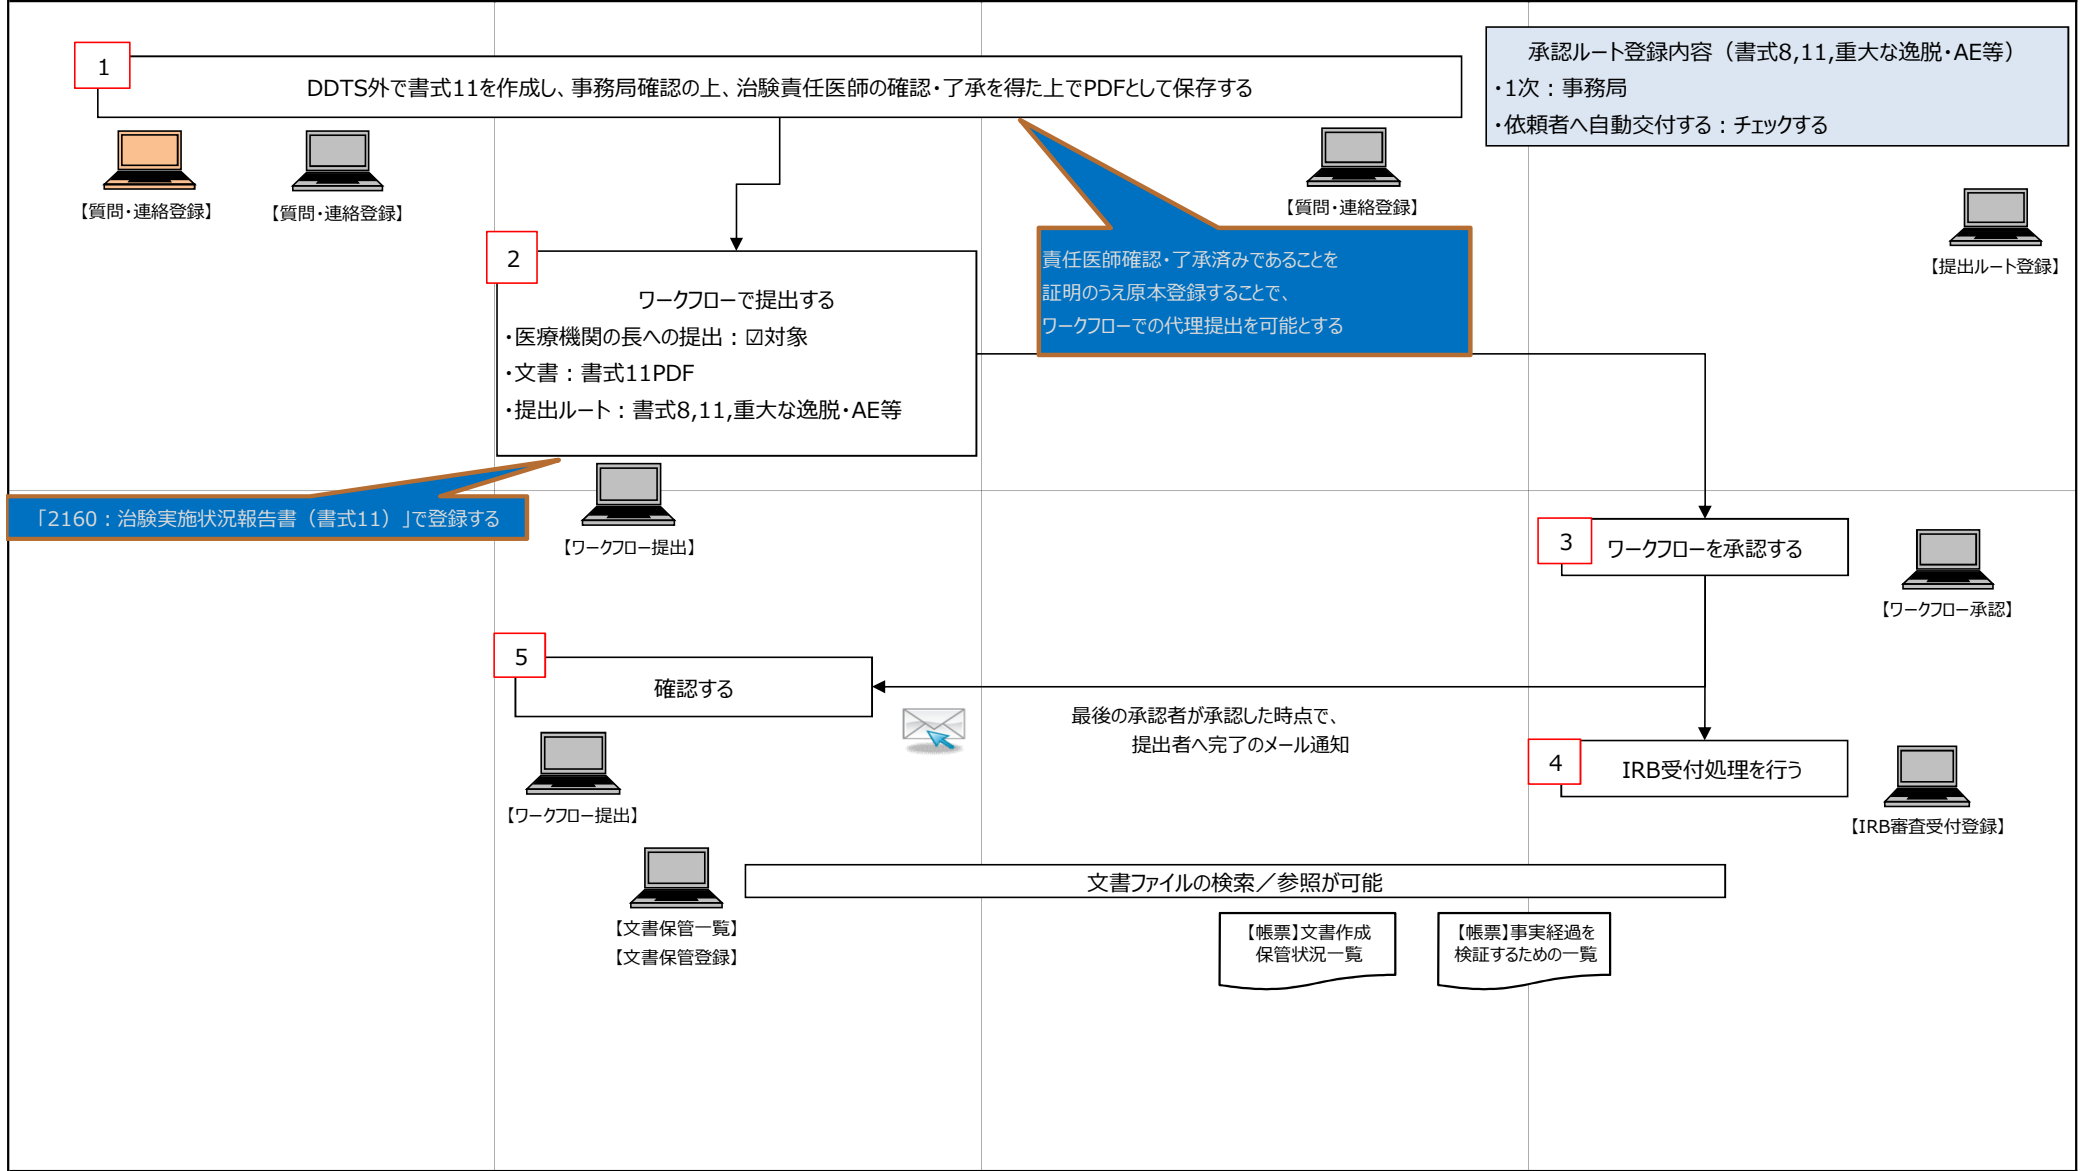 1
DDTS外で書式11を作成し、事務局確認の上、治験責任医師の確認・了承を得た上でPDFとして保存する
承認ルート登録内容（書式8,11,重大な逸脱・AE等）
・1次：事務局
・依頼者へ自動交付する：チェックする
【質問・連絡登録】
【質問・連絡登録】
【質問・連絡登録】
【提出ルート登録】
2
ワークフローで提出する
・医療機関の長への提出：☑対象
・文書：書式11PDF
・提出ルート：書式8,11,重大な逸脱・AE等
責任医師確認・了承済みであることを
証明のうえ原本登録することで、
ワークフローでの代理提出を可能とする
「2160：治験実施状況報告書（書式11）」で登録する
【ワークフロー提出】
3
ワークフローを承認する
【ワークフロー承認】
5
確認する
最後の承認者が承認した時点で、
提出者へ完了のメール通知
4
IRB受付処理を行う
【ワークフロー提出】
【IRB審査受付登録】
文書ファイルの検索／参照が可能
【文書保管一覧】
【文書保管登録】
【帳票】文書作成
保管状況一覧
【帳票】事実経過を
検証するための一覧